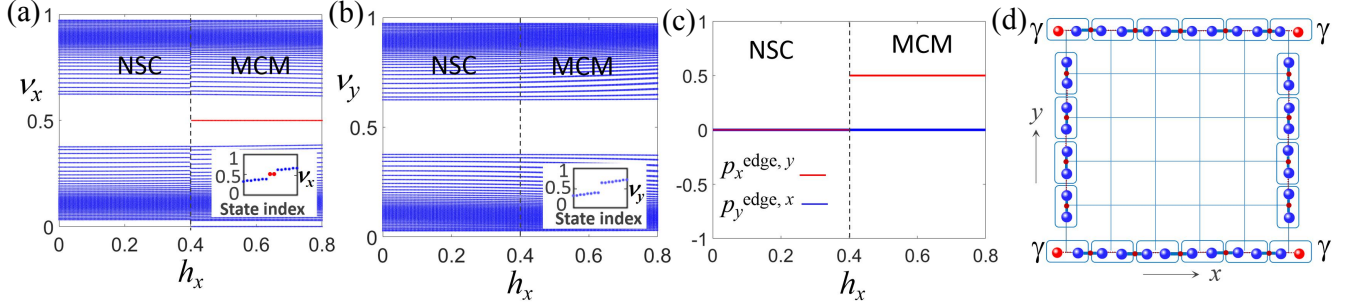 (a)
1
ν_x
0.5
0
NSC
MCM
1
0.5
0
ν_x
State index
0
0.2
0.4
0.6
0.8
h_x
(b)
1
ν_y
0.5
0
NSC
MCM
1
0.5
0
ν_y
State index
0
0.2
0.4
0.6
0.8
h_x
(c)
1
0.5
0
-0.5
-1
NSC
MCM
p_x^{edge, y}
p_y^{edge, x}
0
0.2
0.4
0.6
0.8
h_x
(d)
γ
γ
y
γ
γ
x